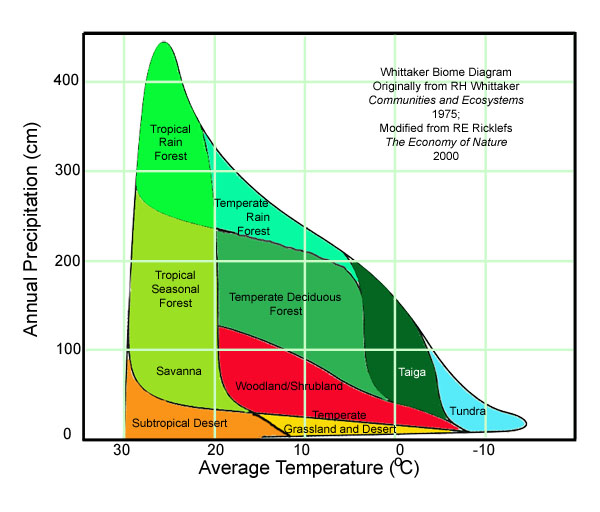 Whittaker Biome Diagram
Originally from RH Whittaker
Communities and Ecosystems
1975;
Modified from RE Ricklefs
The Economy of Nature
2000
Annual Precipitation (cm)
400
300
200
100
0
Tropical
Rain
Forest
Temperate
Rain
Forest
Tropical
Seasonal
Forest
Temperate Deciduous
Forest
Savanna
Woodland/Shrubland
Taiga
Tundra
Subtropical Desert
Temperate
Grassland and Desert
30
20
10
0
-10
Average Temperature (°C)